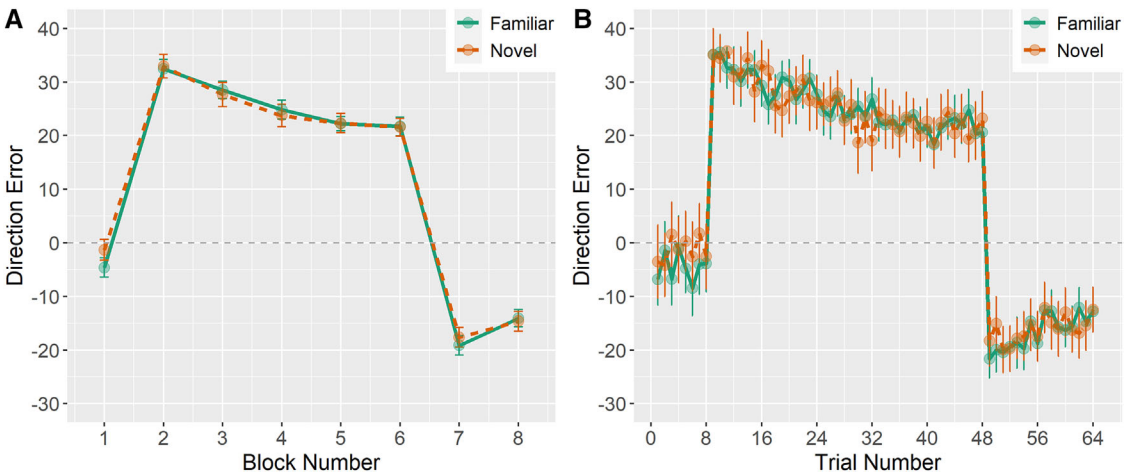 A
B
Familiar
Novel
Familiar
Novel
Direction Error
40
30
20
10
0
-10
-20
-30
1 2 3 4 5 6 7 8
Block Number
Direction Error
40
30
20
10
0
-10
-20
-30
0 8 16 24 32 40 48 56 64
Trial Number